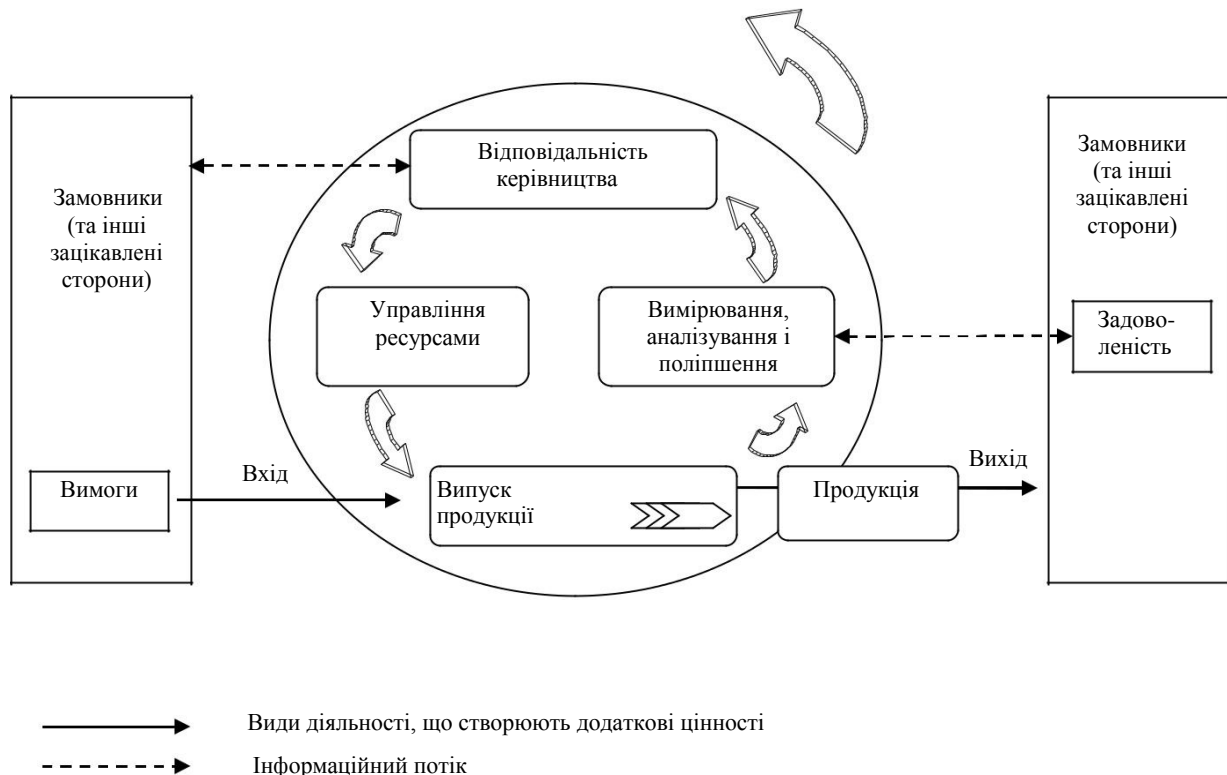 Відповідальність
керівництва
Замовники
(та інші
зацікавлені
сторони)
Замовники
(та інші
зацікавлені
сторони)
Управління
ресурсами
Вимірювання,
аналізування і
поліпшення
Задово-
леність
Вимоги
Вхід
Випуск
продукції
Продукція
Вихід
Види діяльності, що створюють додаткові цінності
Інформаційний потік